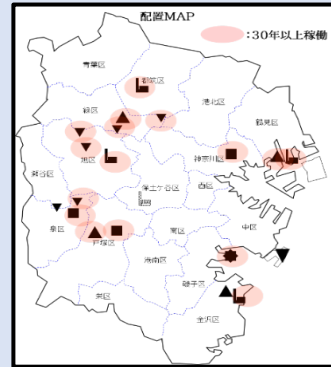 配置MAP
:30年以上稼働
青葉区
都筑区
港北区
緑区
鶴見区
旭区
神奈川区
瀬谷区
保土ケ谷区
西区
泉区
戸塚区
南区
中区
港南区
磯子区
栄区
金沢区